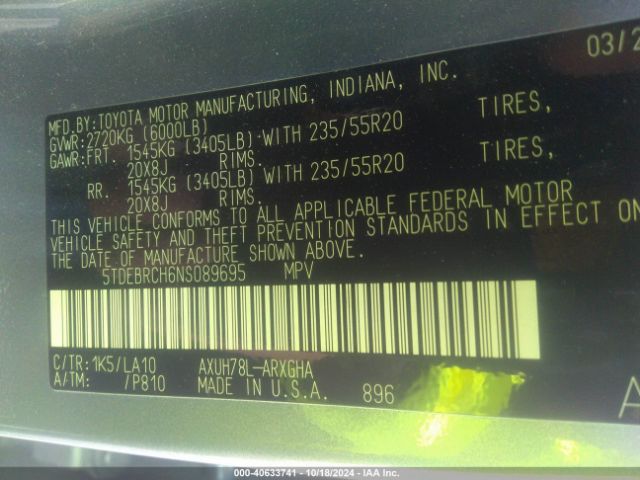 03/2
MFD.BY:TOYOTA MOTOR MANUFACTURING, INDIANA, INC.
GVWR:2720KG (6000LB)
GAWR:FRT. 1545KG (3405LB) WITH 235/55R20 TIRES,
20X8J RIMS.
RR. 1545KG (3405LB) WITH 235/55R20 TIRES,
20X8J RIMS.
THIS VEHICLE CONFORMS TO ALL APPLICABLE FEDERAL MOTOR
VEHICLE SAFETY AND THEFT PREVENTION STANDARDS IN EFFECT ON
THE DATE OF MANUFACTURE SHOWN ABOVE.
5TDEBRCH6NS089695 MPV
C/TR:1K5/LA10 AXUH78L-ARXGHA
A/TM: /P810 MADE IN U.S.A. 896
A
000-40633741 - 10/18/2024 - IAA Inc.